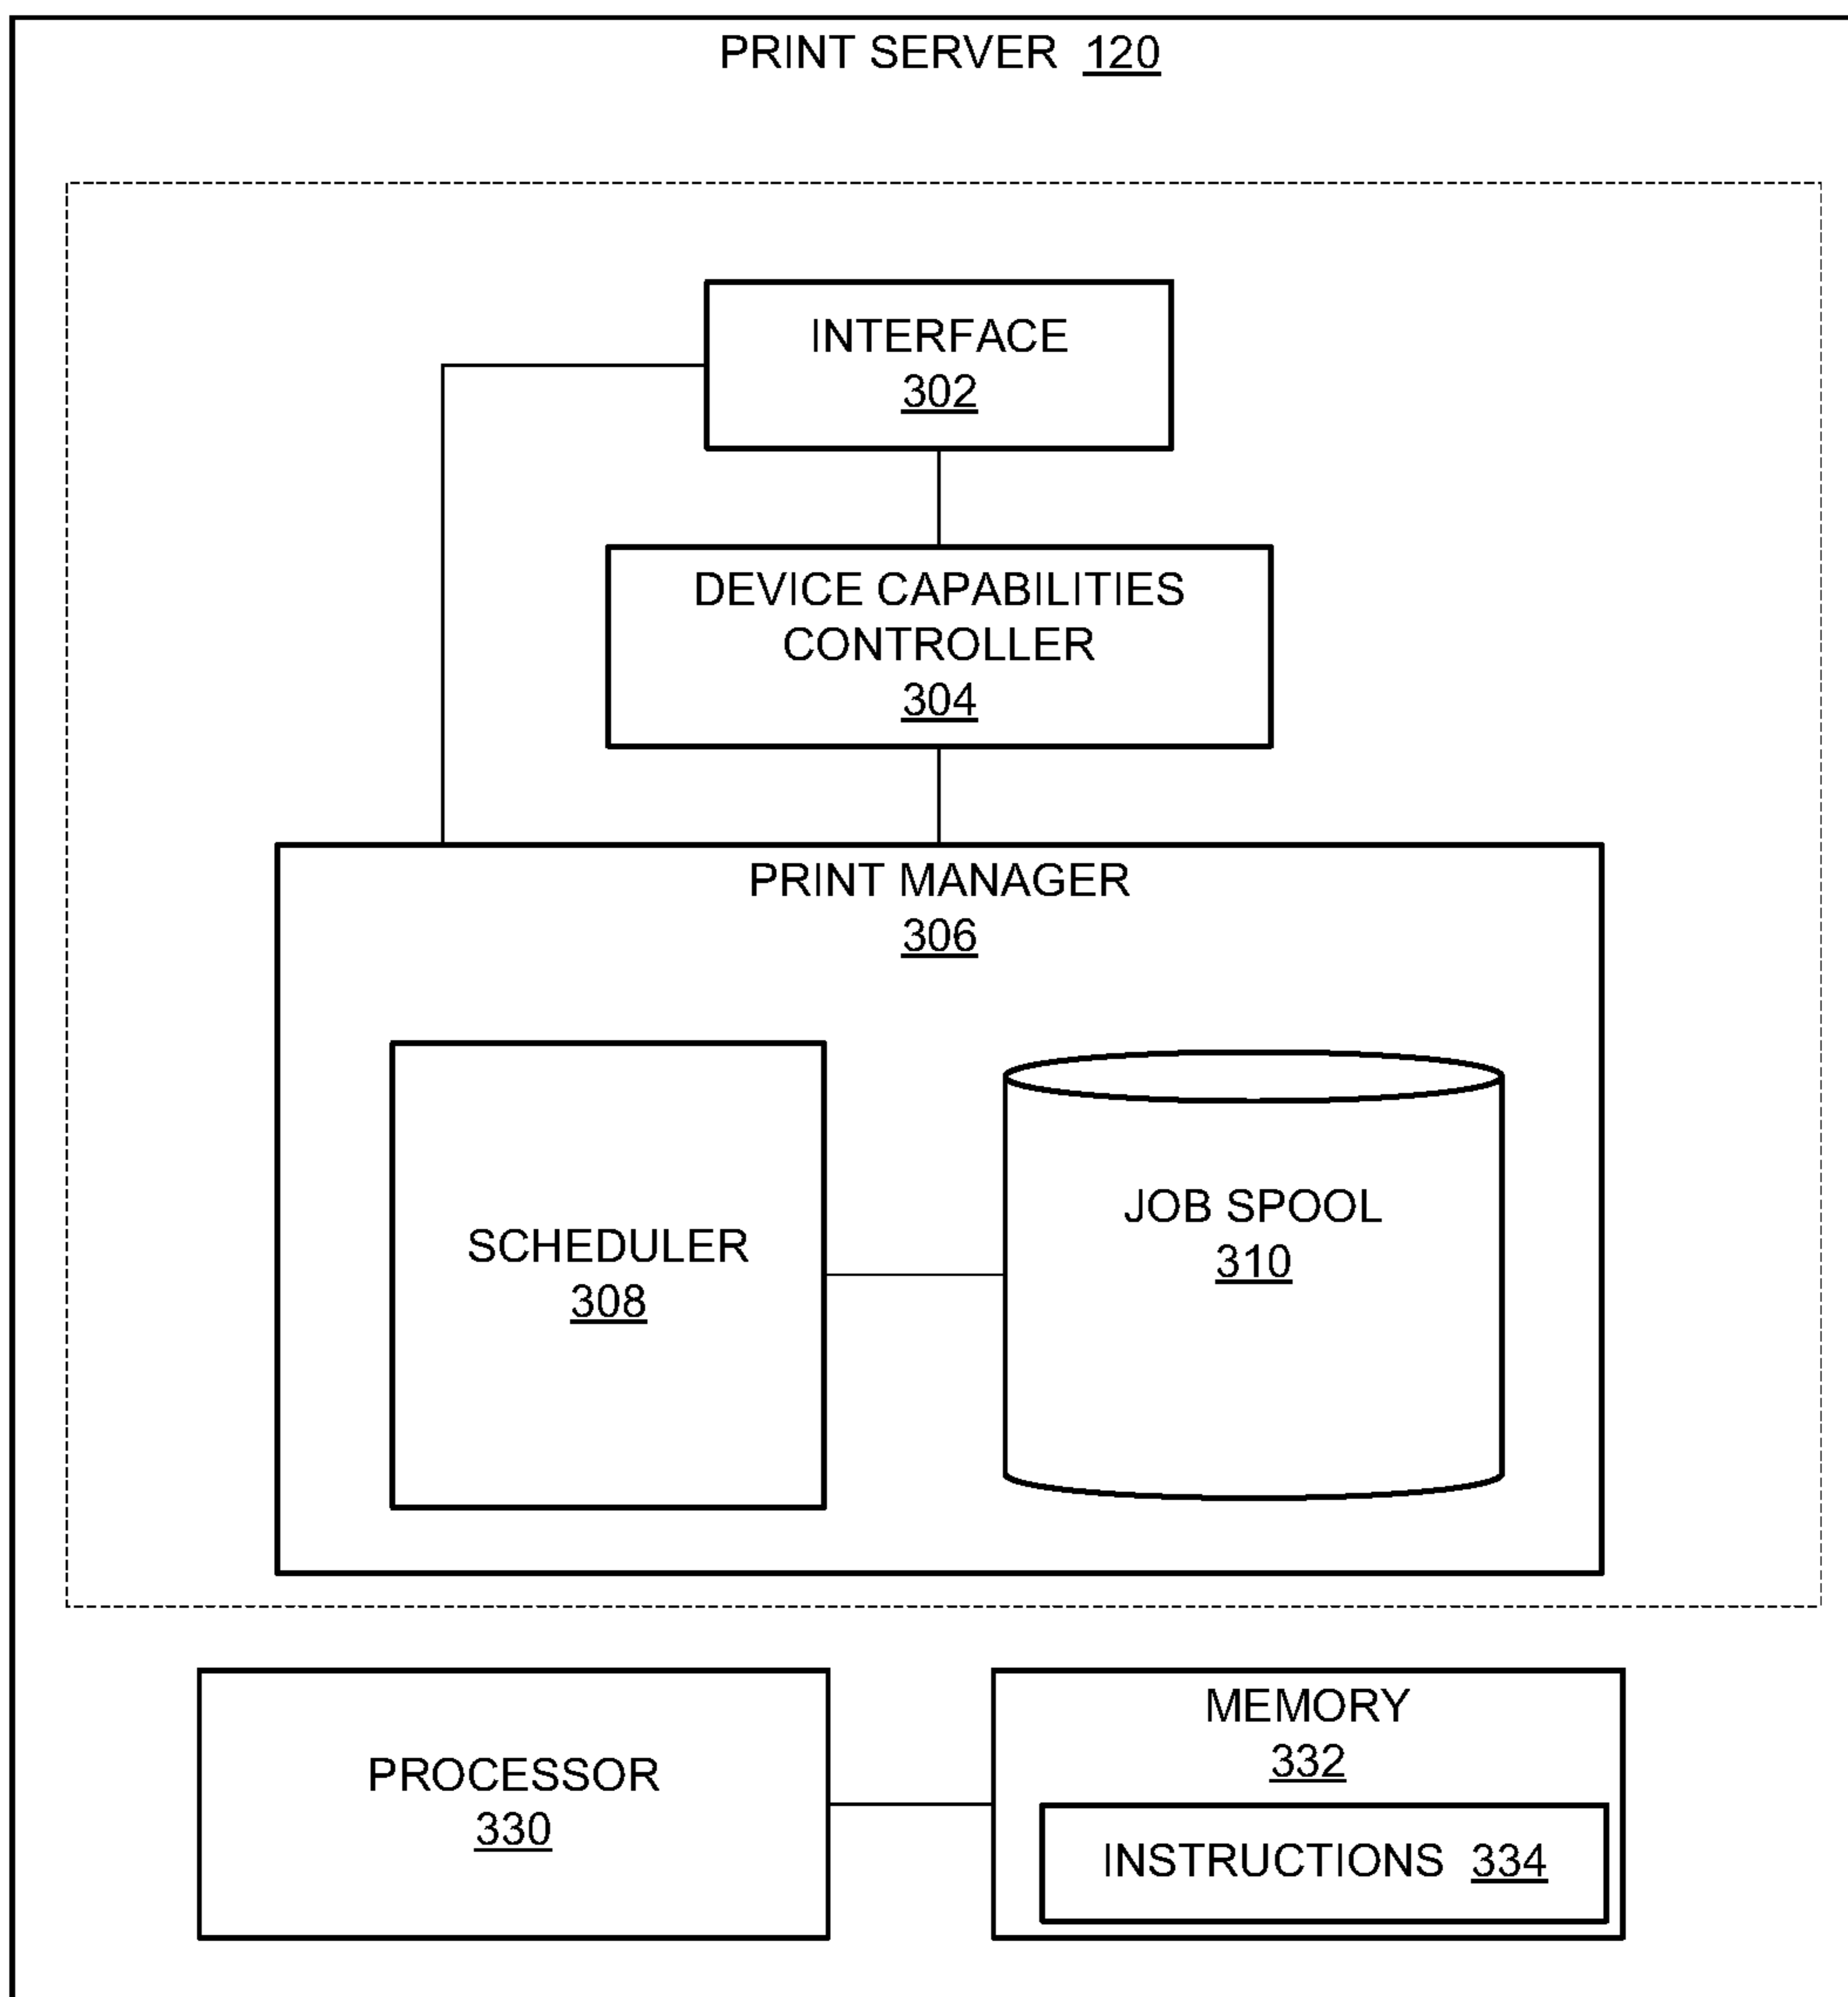 PRINT SERVER 120
INTERFACE
302
DEVICE CAPABILITIES
CONTROLLER
304
PRINT MANAGER
306
SCHEDULER
308
JOB SPOOL
310
PROCESSOR
330
MEMORY
332
INSTRUCTIONS 334